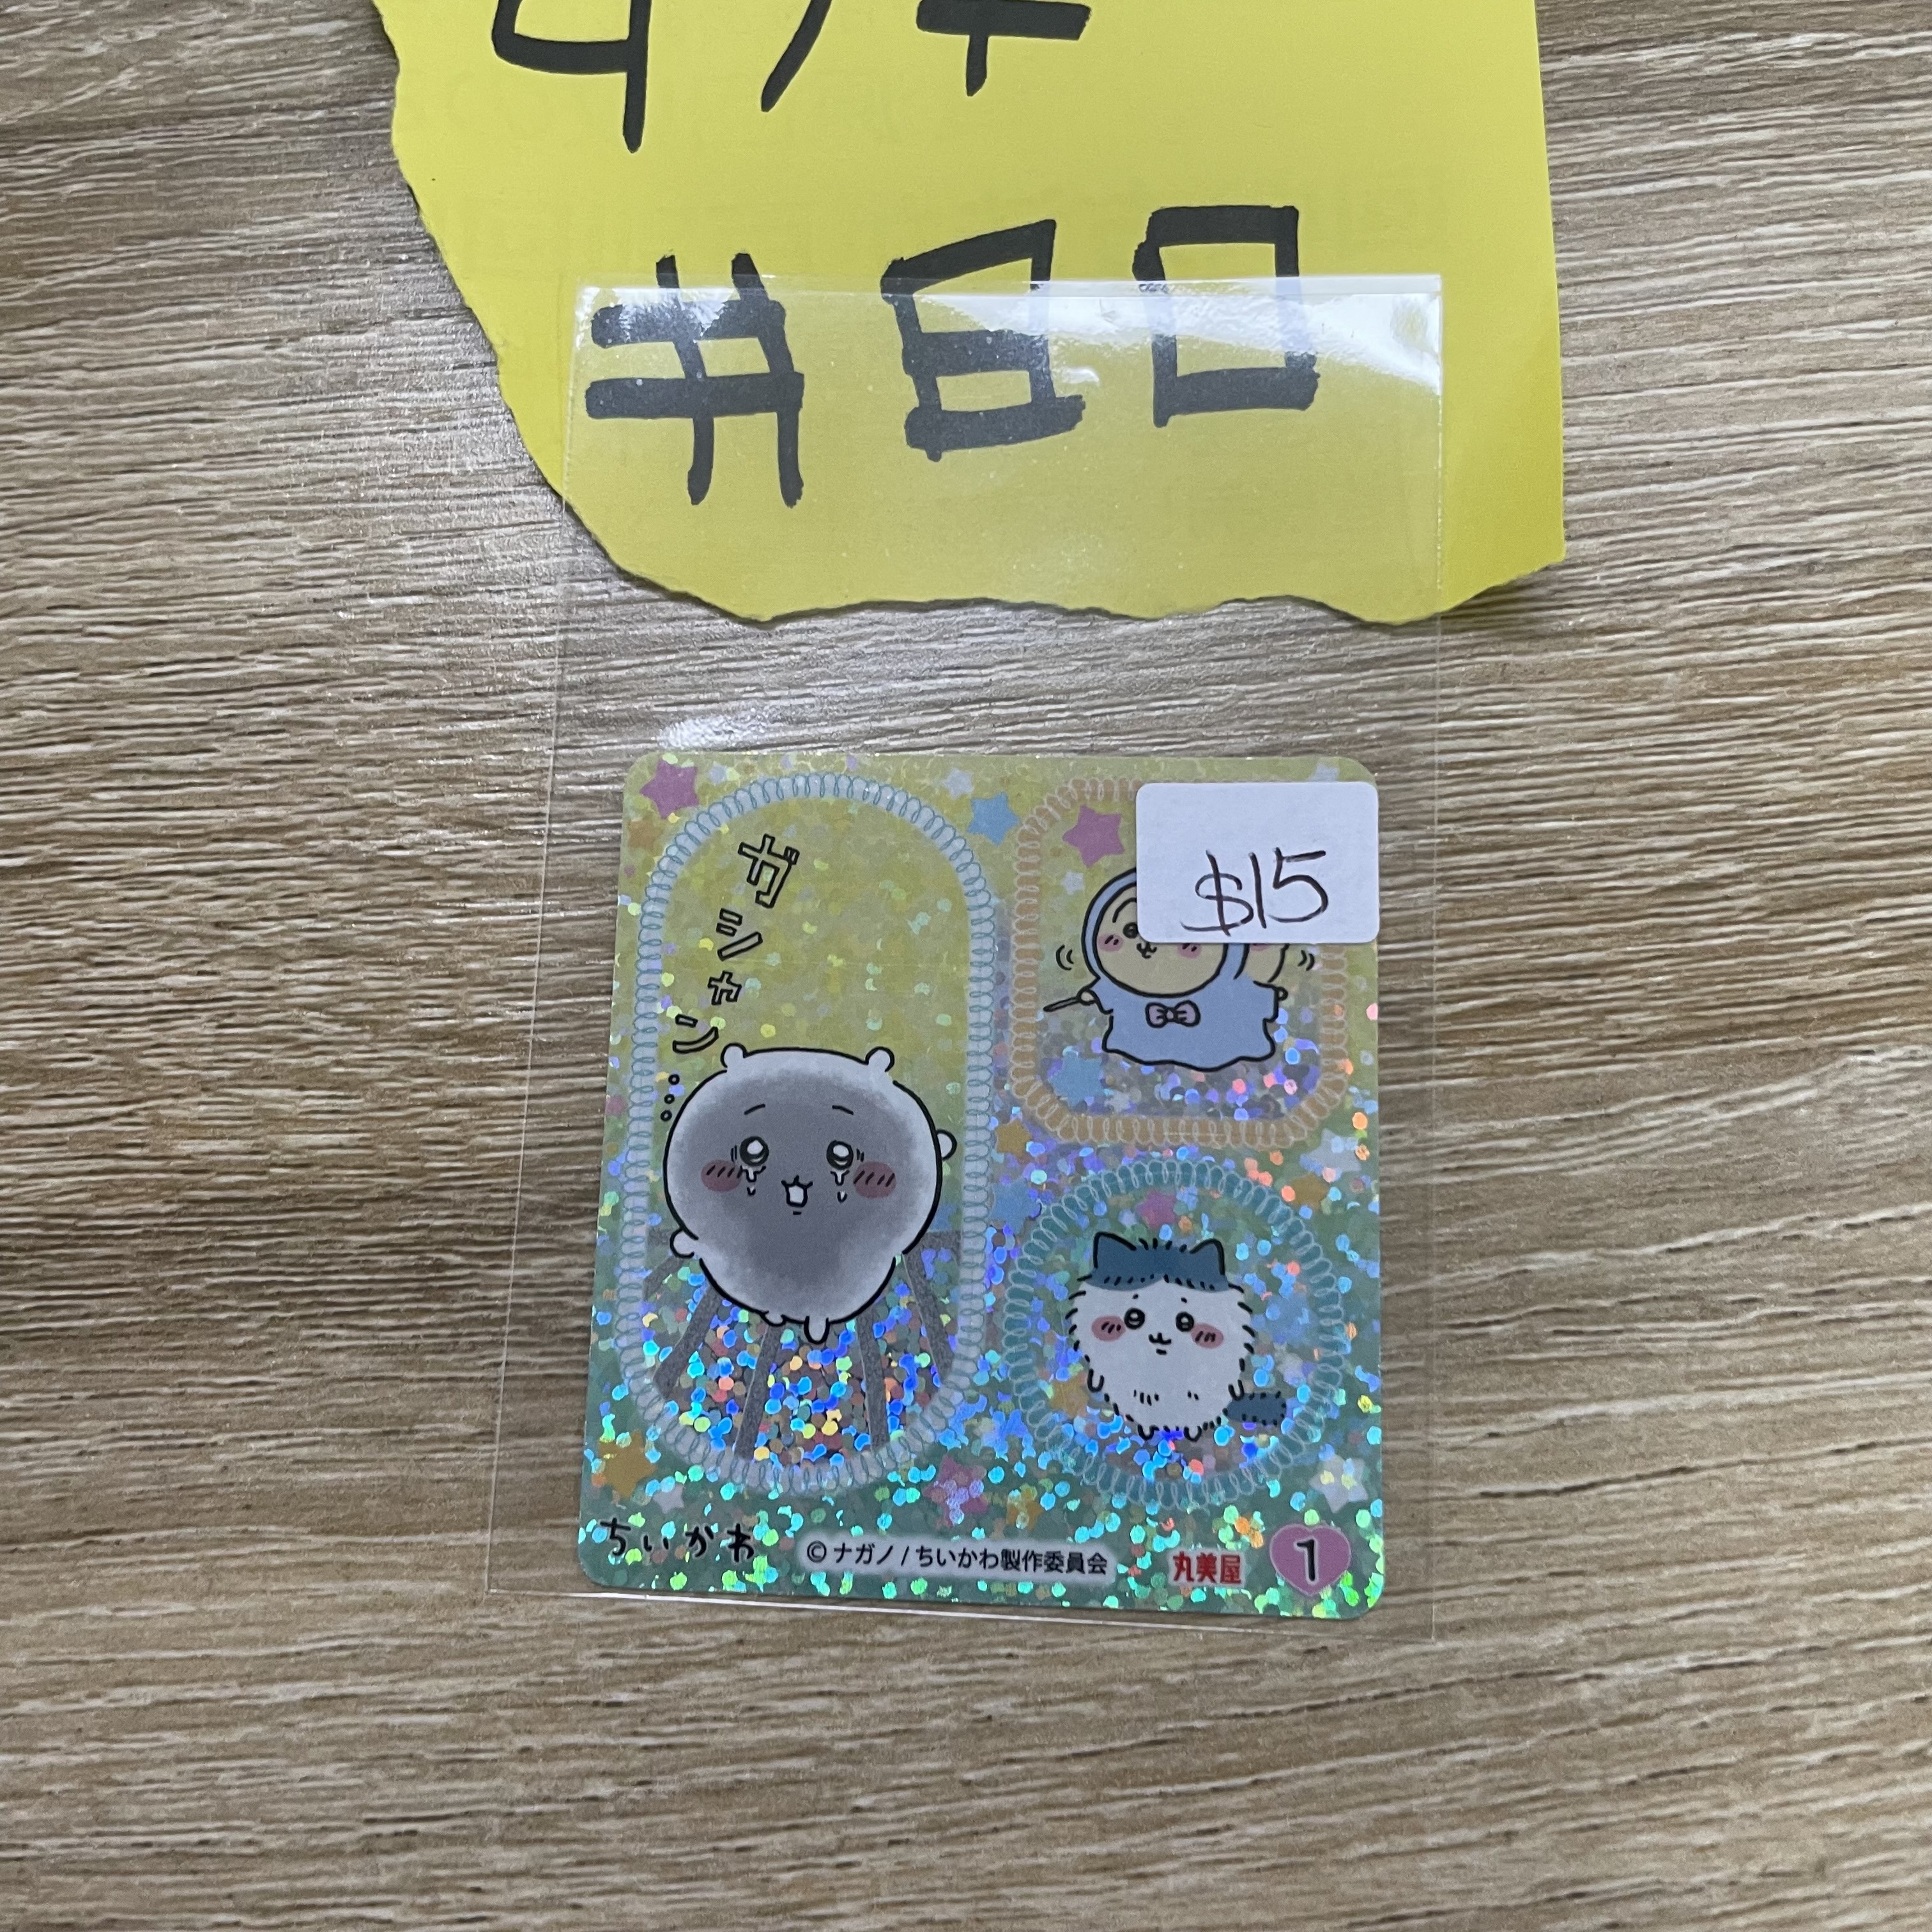 #80
$15
ガシャン
ちいかわ
© ナガノ / ちいかわ製作委員会
丸美屋
1